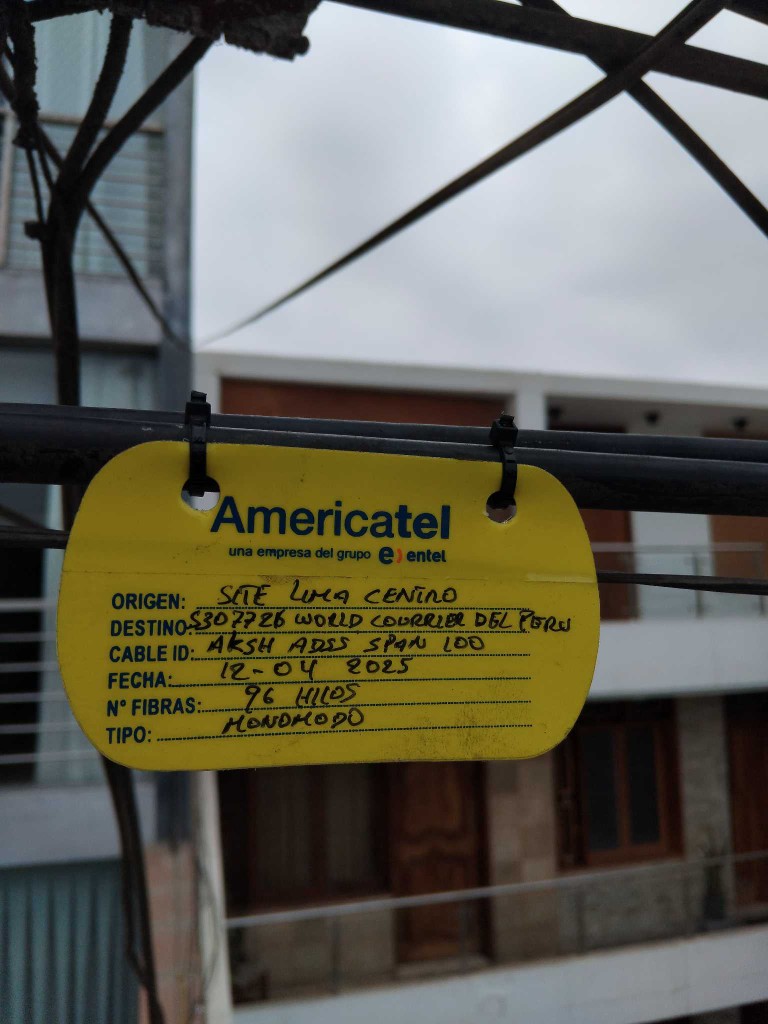 Americatel
una empresa del grupo entel
ORIGEN: SITE LIMA CENTRO
DESTINO: S307726 WORLD COURRIER DEL PERU
CABLE ID: AKSH ADSS SPAN 100
FECHA: 12-04 2025
Nº FIBRAS: 96 HILOS
TIPO: MONOMODO